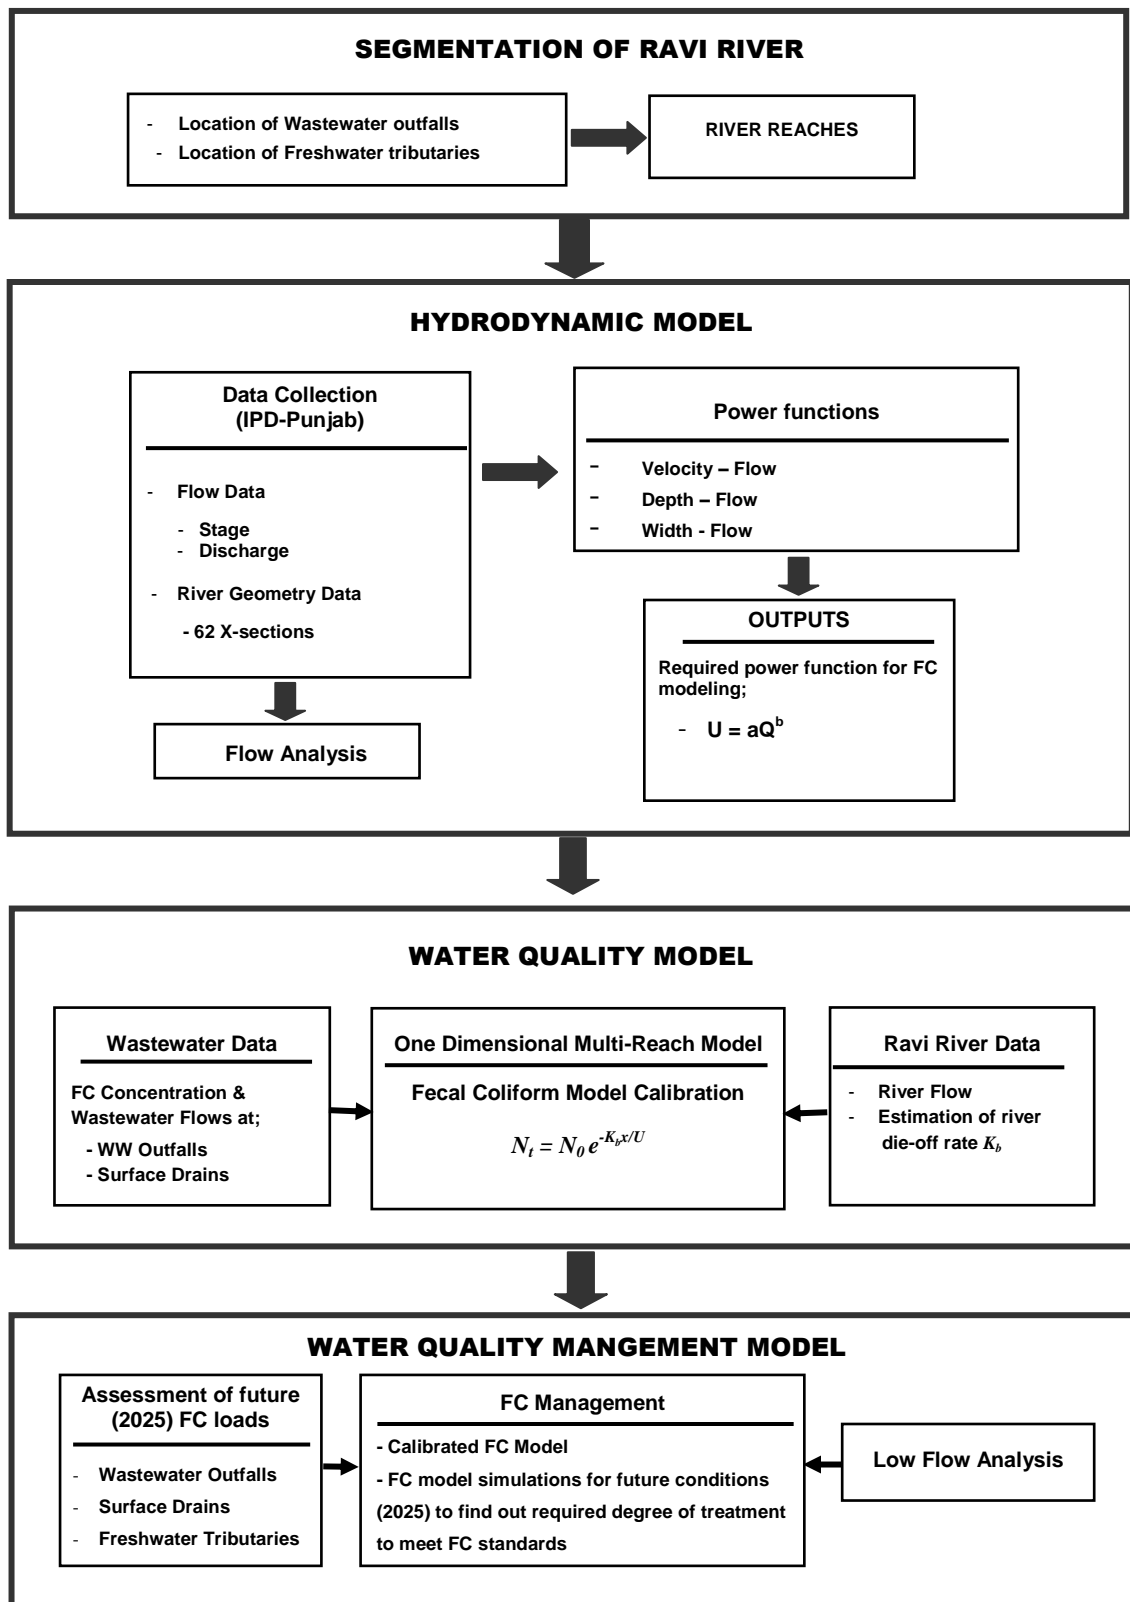 SEGMENTATION OF RAVI RIVER
- Location of Wastewater outfalls
- Location of Freshwater tributaries
RIVER REACHES
HYDRODYNAMIC MODEL
Data Collection
(IPD-Punjab)
- Flow Data
- Stage
- Discharge
- River Geometry Data
- 62 X-sections
Flow Analysis
Power functions
- Velocity – Flow
- Depth – Flow
- Width - Flow
OUTPUTS
Required power function for FC
modeling;
- U = aQ^b
WATER QUALITY MODEL
Wastewater Data
FC Concentration &
Wastewater Flows at;
- WW Outfalls
- Surface Drains
One Dimensional Multi-Reach Model
Fecal Coliform Model Calibration
N_t = N_0 e^{-K_b x/U}
Ravi River Data
- River Flow
- Estimation of river
die-off rate K_b
WATER QUALITY MANGEMENT MODEL
Assessment of future
(2025) FC loads
- Wastewater Outfalls
- Surface Drains
- Freshwater Tributaries
FC Management
- Calibrated FC Model
- FC model simulations for future conditions
(2025) to find out required degree of treatment
to meet FC standards
Low Flow Analysis